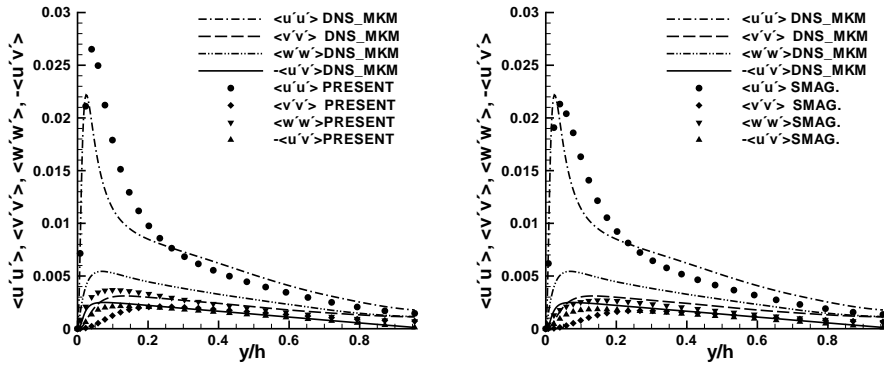 <u´u´>, <v´v´>, <w´w´>, -<u´v´>
0.03
0.025
0.02
0.015
0.01
0.005
0
<u´u´> DNS_MKM
<v´v´> DNS_MKM
<w´w´> DNS_MKM
-<u´v´> DNS_MKM
<u´u´> PRESENT
<v´v´> PRESENT
<w´w´> PRESENT
-<u´v´> PRESENT
0 0.2 0.4 0.6 0.8
y/h
<u´u´>, <v´v´>, <w´w´>, -<u´v´>
0.03
0.025
0.02
0.015
0.01
0.005
0
<u´u´> DNS_MKM
<v´v´> DNS_MKM
<w´w´> DNS_MKM
-<u´v´> DNS_MKM
<u´u´> SMAG.
<v´v´> SMAG.
<w´w´> SMAG.
-<u´v´> SMAG.
0 0.2 0.4 0.6 0.8
y/h